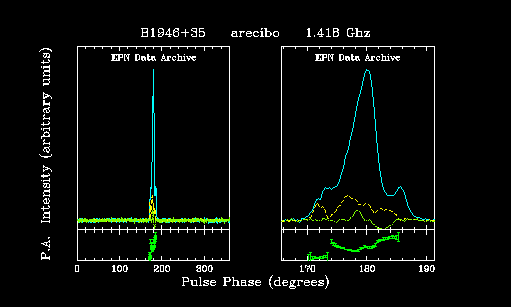 B1946+35 arecibo 1.418 Ghz
EPN Data Archive EPN Data Archive
P.A. Intensity (arbitrary units)
0 100 200 300 170 180 190
Pulse Phase (degrees)